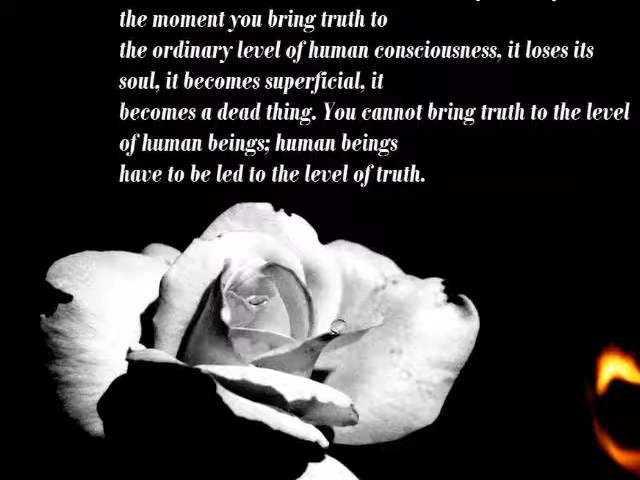 the moment you bring truth to
the ordinary level of human consciousness, it loses its
soul, it becomes superficial, it
becomes a dead thing. You cannot bring truth to the level
of human beings; human beings
have to be led to the level of truth.